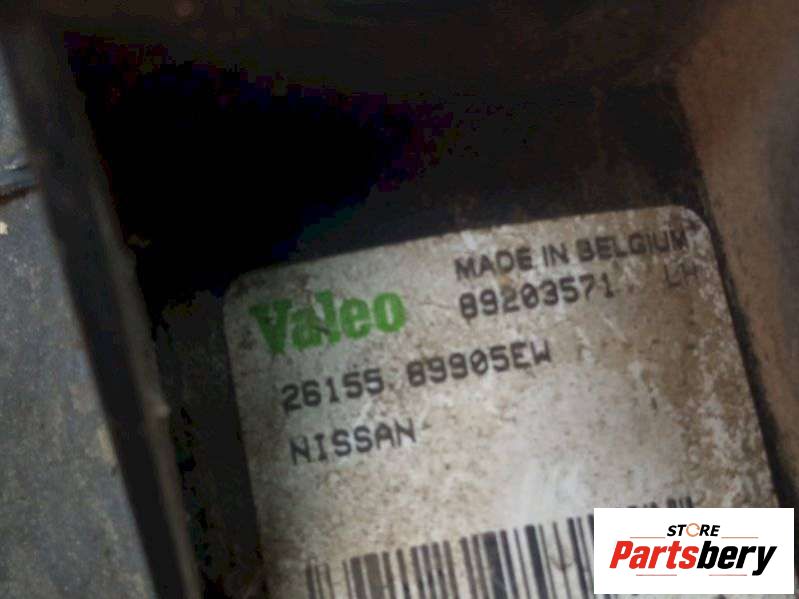 MADE IN BELGIUM
Valeo 89203571. LH
26155 89905EW
NISSAN
STORE
Partsbery